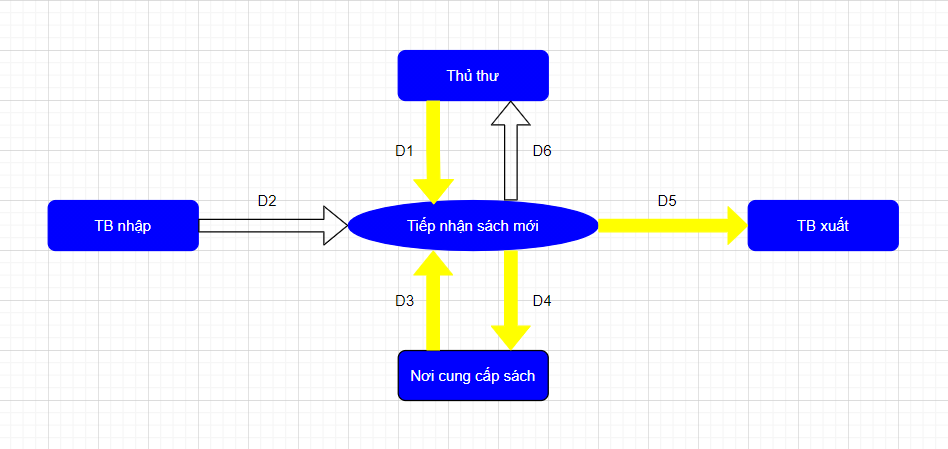 Thủ thư
D1
D6
D2
D5
TB nhập
Tiếp nhận sách mới
TB xuất
D3
D4
Nơi cung cấp sách